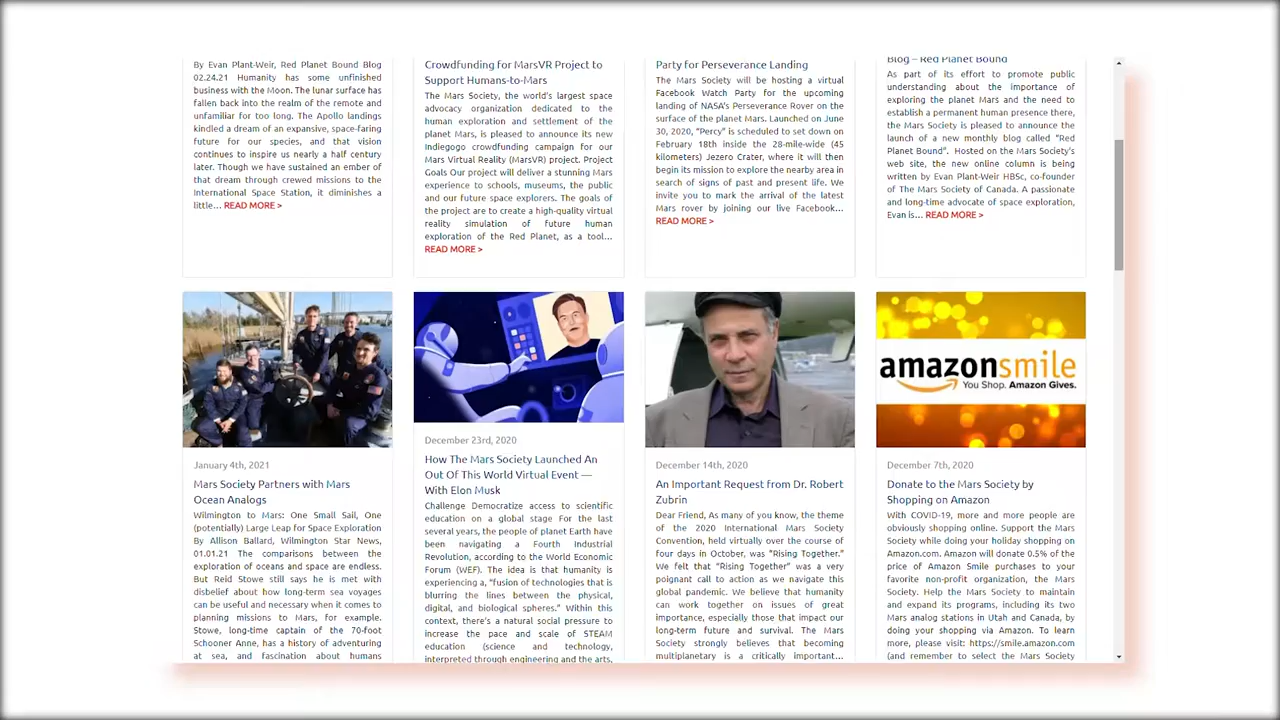 By Evan Plant-Weir, Red Planet Bound Blog
02.24.21 Humanity has some unfinished
business with the Moon. The lunar surface has
fallen back into the realm of the remote and
unfamiliar for too long. The Apollo landings
kindled a dream of an expansive, space-faring
future for our species, and that vision
continues to inspire us nearly a half century
later. Though we have sustained an ember of
that dream through crewed missions to the
International Space Station, it diminishes a
little... READ MORE >
Crowdfunding for MarsVR Project to
Support Humans-to-Mars
The Mars Society, the world's largest space
advocacy organization dedicated to the
human exploration and settlement of the
planet Mars, is pleased to announce its new
Indiegogo crowdfunding campaign for our
Mars Virtual Reality (MarsVR) project. Project
Goals Our project will deliver a stunning Mars
experience to schools, museums, the public
and our future space explorers. The goals of
the project are to create a high-quality virtual
reality simulation of future human
exploration of the Red Planet, as a tool...
READ MORE >
Party for Perseverance Landing
The Mars Society will be hosting a virtual
Facebook Watch Party for the upcoming
landing of NASA's Perseverance Rover on the
surface of the planet Mars. Launched on June
30, 2020, “Percy” is scheduled to set down on
February 18th inside the 28-mile-wide (45
kilometers) Jezero Crater, where it will then
begin its mission to explore the nearby area in
search of signs of past and present life. We
invite you to mark the arrival of the latest
Mars rover by joining our live Facebook...
READ MORE >
Blog – Red Planet Bound
As part of its effort to promote public
understanding about the importance of
exploring the planet Mars and the need to
establish a permanent human presence there,
the Mars Society is pleased to announce the
launch of a new monthly blog called “Red
Planet Bound”. Hosted on the Mars Society's
web site, the new online column is being
written by Evan Plant-Weir HBSc, co-founder
of The Mars Society of Canada. A passionate
and long-time advocate of space exploration,
Evan is... READ MORE >
January 4th, 2021
Mars Society Partners with Mars
Ocean Analogs
Wilmington to Mars: One Small Sail, One
(potentially) Large Leap for Space Exploration
By Allison Ballard, Wilmington Star News,
01.01.21 The comparisons between the
exploration of oceans and space are endless.
But Reid Stowe still says he is met with
disbelief about how long-term sea voyages
can be useful and necessary when it comes to
planning missions to Mars, for example.
Stowe, long-time captain of the 70-foot
Schooner Anne, has a history of adventuring
at sea, and fascination about humans
December 23rd, 2020
How The Mars Society Launched An
Out Of This World Virtual Event —
With Elon Musk
Challenge Democratize access to scientific
education on a global stage For the last
several years, the people of planet Earth have
been navigating a Fourth Industrial
Revolution, according to the World Economic
Forum (WEF). The idea is that humanity is
experiencing a, “fusion of technologies that is
blurring the lines between the physical,
digital, and biological spheres.” Within this
context, there's a natural social pressure to
increase the pace and scale of STEAM
education (science and technology,
interpreted through engineering and the arts,
December 14th, 2020
An Important Request from Dr. Robert
Zubrin
Dear Friend, As many of you know, the theme
of the 2020 International Mars Society
Convention, held virtually over the course of
four days in October, was “Rising Together.”
We felt that “Rising Together” was a very
poignant call to action as we navigate this
global pandemic. We believe that humanity
can work together on issues of great
importance, especially those that impact our
long-term future and survival. The Mars
Society strongly believes that becoming
multiplanetary is a critically important...
amazonsmile
You Shop. Amazon Gives.
December 7th, 2020
Donate to the Mars Society by
Shopping on Amazon
With COVID-19, more and more people are
obviously shopping online. Support the Mars
Society while doing your holiday shopping on
Amazon.com. Amazon will donate 0.5% of the
price of Amazon Smile purchases to your
favorite non-profit organization, the Mars
Society. Help the Mars Society to maintain
and expand its programs, including its two
Mars analog stations in Utah and Canada, by
doing your shopping via Amazon. To learn
more, please visit: https://smile.amazon.com
(and remember to select the Mars Society